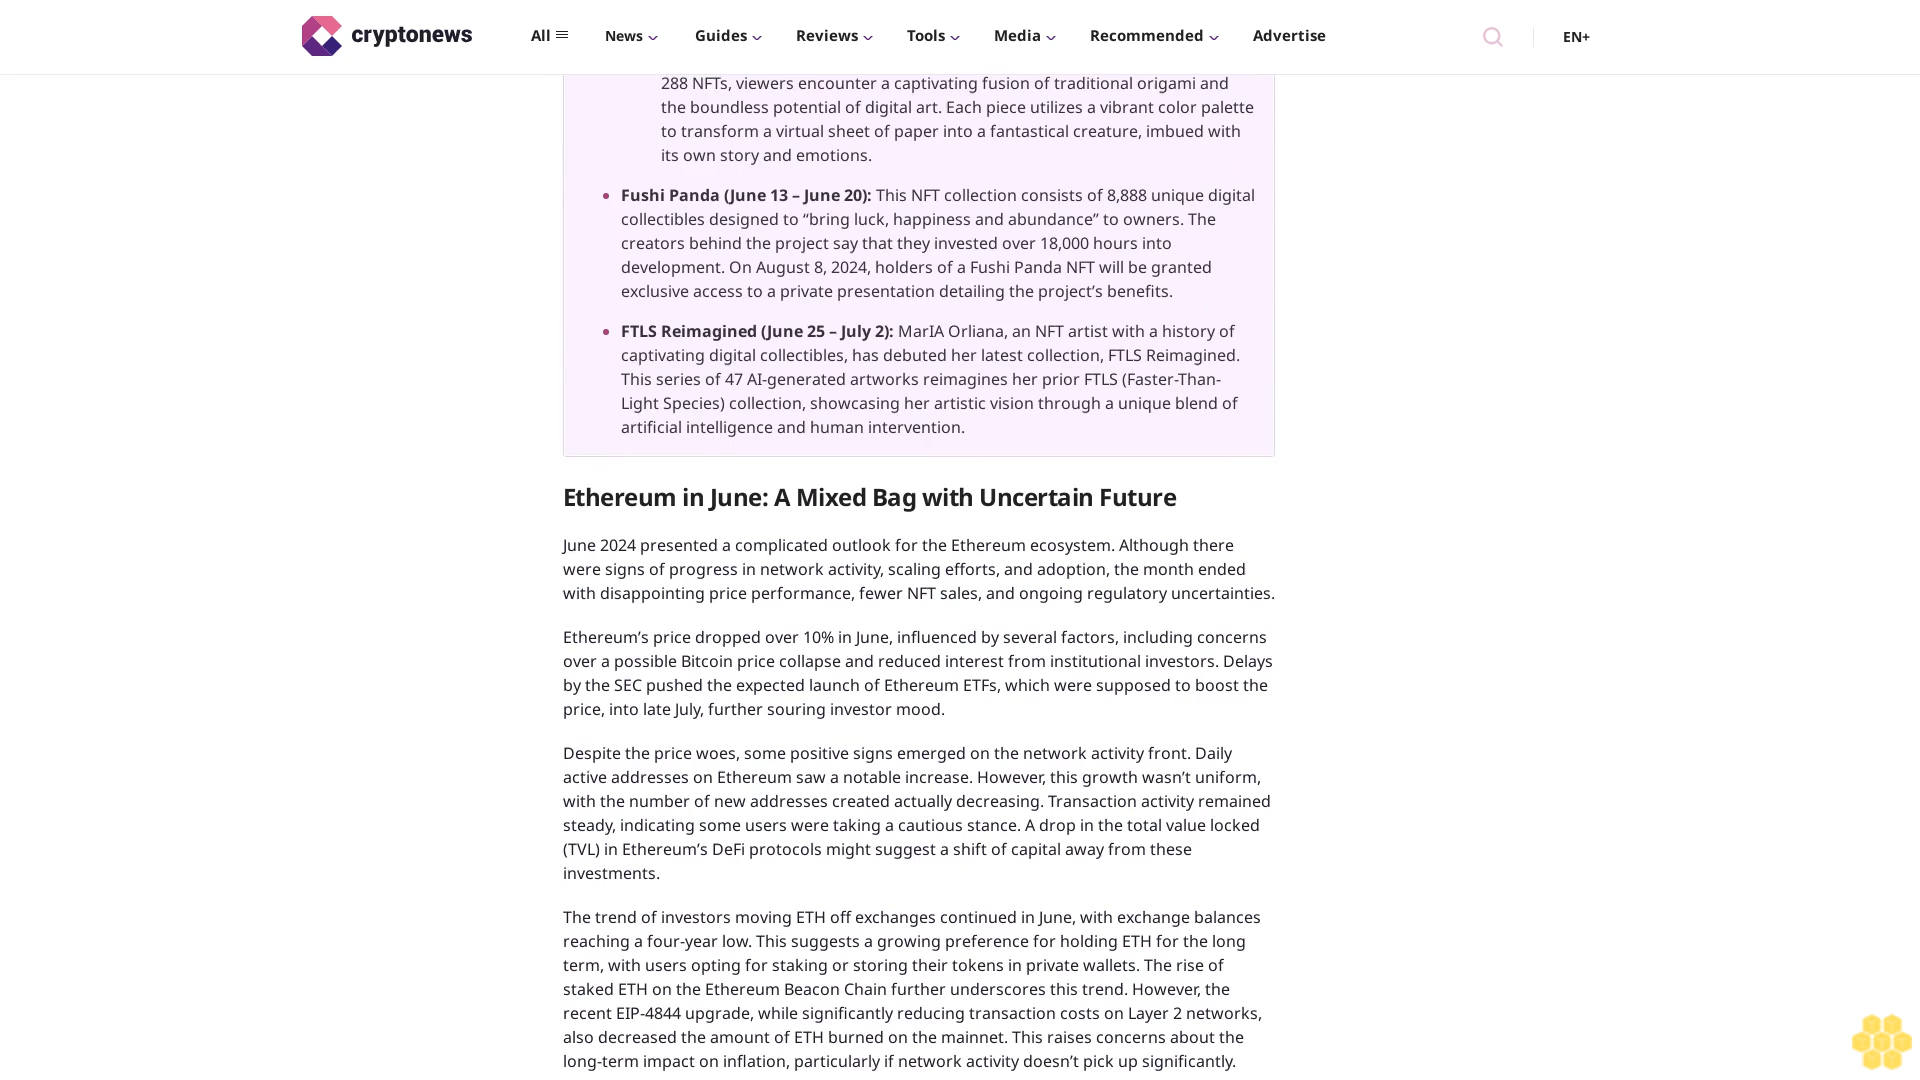 cryptonews
All
News
Guides
Reviews
Tools
Media
Recommended
Advertise
EN+
288 NFTs, viewers encounter a captivating fusion of traditional origami and
the boundless potential of digital art. Each piece utilizes a vibrant color palette
to transform a virtual sheet of paper into a fantastical creature, imbued with
its own story and emotions.
Fushi Panda (June 13 – June 20): This NFT collection consists of 8,888 unique digital
collectibles designed to “bring luck, happiness and abundance” to owners. The
creators behind the project say that they invested over 18,000 hours into
development. On August 8, 2024, holders of a Fushi Panda NFT will be granted
exclusive access to a private presentation detailing the project’s benefits.
FTLS Reimagined (June 25 – July 2): MarIA Orliana, an NFT artist with a history of
captivating digital collectibles, has debuted her latest collection, FTLS Reimagined.
This series of 47 AI-generated artworks reimagines her prior FTLS (Faster-Than-
Light Species) collection, showcasing her artistic vision through a unique blend of
artificial intelligence and human intervention.
Ethereum in June: A Mixed Bag with Uncertain Future
June 2024 presented a complicated outlook for the Ethereum ecosystem. Although there
were signs of progress in network activity, scaling efforts, and adoption, the month ended
with disappointing price performance, fewer NFT sales, and ongoing regulatory uncertainties.
Ethereum’s price dropped over 10% in June, influenced by several factors, including concerns
over a possible Bitcoin price collapse and reduced interest from institutional investors. Delays
by the SEC pushed the expected launch of Ethereum ETFs, which were supposed to boost the
price, into late July, further souring investor mood.
Despite the price woes, some positive signs emerged on the network activity front. Daily
active addresses on Ethereum saw a notable increase. However, this growth wasn’t uniform,
with the number of new addresses created actually decreasing. Transaction activity remained
steady, indicating some users were taking a cautious stance. A drop in the total value locked
(TVL) in Ethereum’s DeFi protocols might suggest a shift of capital away from these
investments.
The trend of investors moving ETH off exchanges continued in June, with exchange balances
reaching a four-year low. This suggests a growing preference for holding ETH for the long
term, with users opting for staking or storing their tokens in private wallets. The rise of
staked ETH on the Ethereum Beacon Chain further underscores this trend. However, the
recent EIP-4844 upgrade, while significantly reducing transaction costs on Layer 2 networks,
also decreased the amount of ETH burned on the mainnet. This raises concerns about the
long-term impact on inflation, particularly if network activity doesn’t pick up significantly.